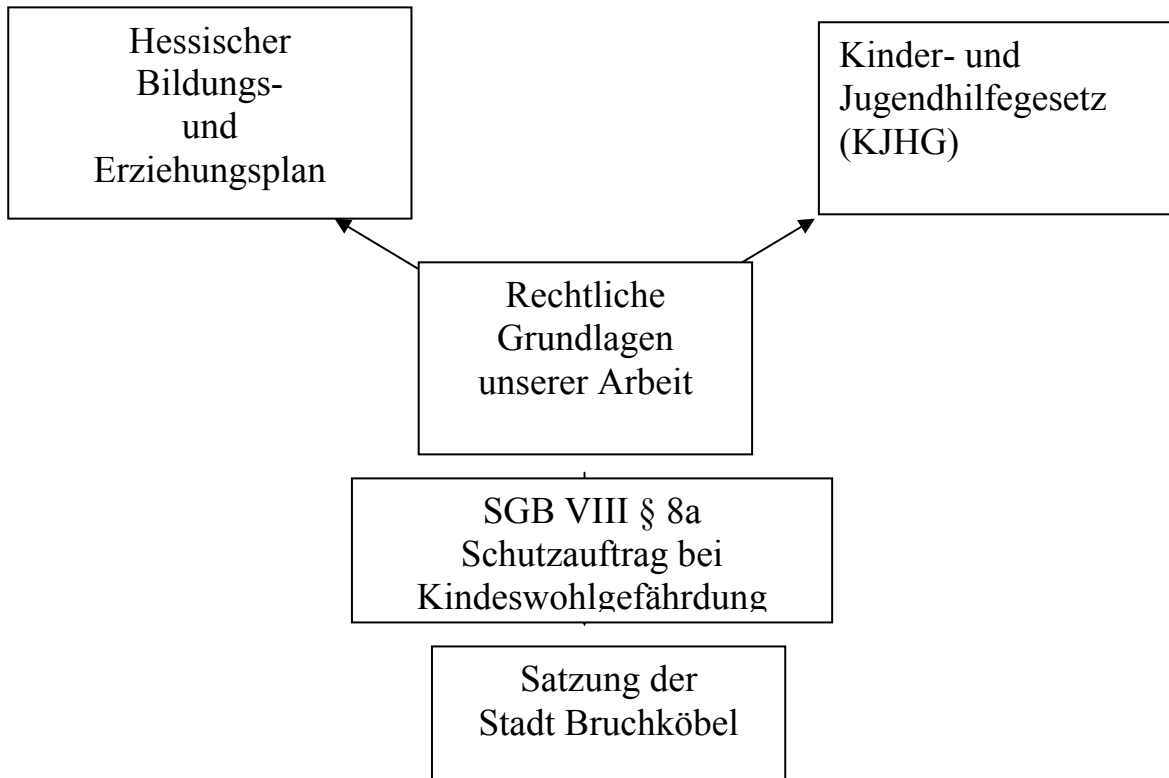 Hessischer
Bildungs-
und
Erziehungsplan
Kinder- und
Jugendhilfegesetz
(KJHG)
Rechtliche
Grundlagen
unserer Arbeit
SGB VIII § 8a
Schutzauftrag bei
Kindeswohlgefährdung
Satzung der
Stadt Bruchköbel